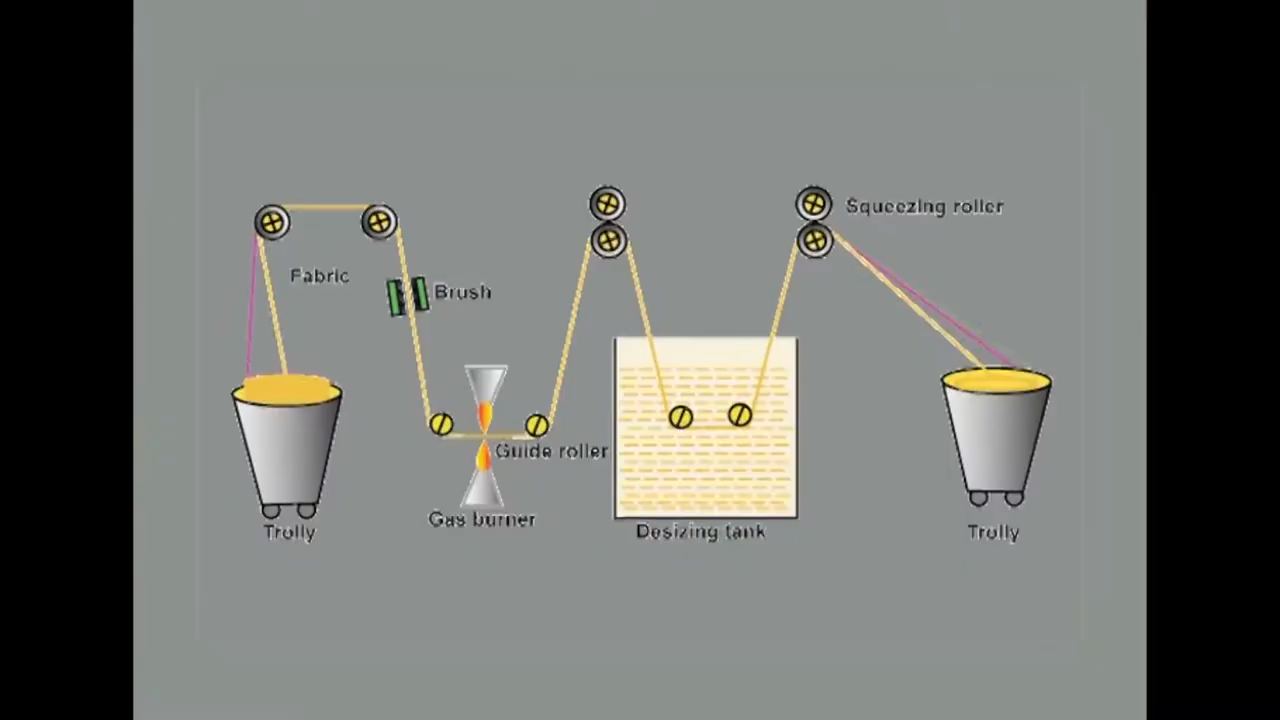 Squeezing roller
Fabric
Brush
Guide roller
Gas burner
Trolly
Desizing tank
Trolly